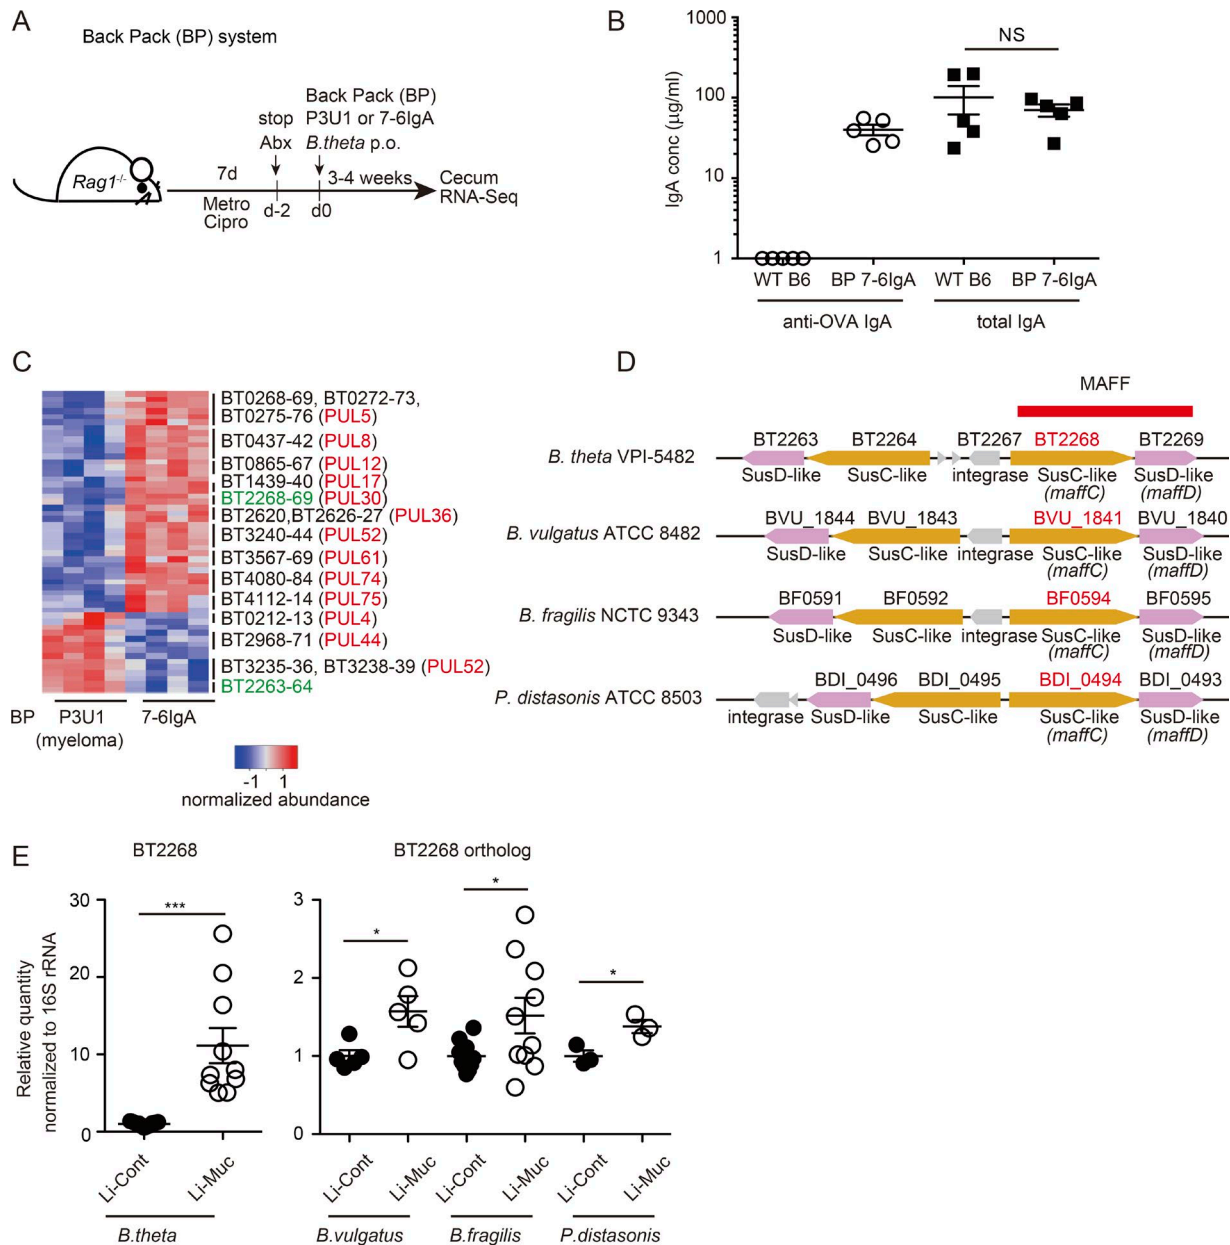 A
Back Pack (BP) system
Rag1-/-
stop
Abx
Back Pack (BP)
P3U1 or 7-6IgA
B.theta p.o.
7d
3-4 weeks
Metro
Cipro
d-2
d0
Cecum
RNA-Seq
B
NS
IgA conc (µg/ml)
1000
100
10
1
WT B6
BP 7-6IgA
WT B6
BP 7-6IgA
anti-OVA IgA
total IgA
C
BT0268-69, BT0272-73,
BT0275-76 (PUL5)
BT0437-42 (PUL8)
BT0865-67 (PUL12)
BT1439-40 (PUL17)
BT2268-69 (PUL30)
BT2620,BT2626-27 (PUL36)
BT3240-44 (PUL52)
BT3567-69 (PUL61)
BT4080-84 (PUL74)
BT4112-14 (PUL75)
BT0212-13 (PUL4)
BT2968-71 (PUL44)
BT3235-36, BT3238-39 (PUL52)
BT2263-64
BP
P3U1
7-6IgA
(myeloma)
-1
1
normalized abundance
D
MAFF
B. theta VPI-5482
BT2263
BT2264
BT2267
BT2268
BT2269
SusD-like
SusC-like
integrase
SusC-like
SusD-like
(maffC)
(maffD)
B. vulgatus ATCC 8482
BVU_1844
BVU_1843
BVU_1841
BVU_1840
SusD-like
SusC-like
integrase
SusC-like
SusD-like
(maffC)
(maffD)
B. fragilis NCTC 9343
BF0591
BF0592
BF0594
BF0595
SusD-like
SusC-like
integrase
SusC-like
SusD-like
(maffC)
(maffD)
P. distasonis ATCC 8503
BDI_0496
BDI_0495
BDI_0494
BDI_0493
integrase
SusD-like
SusC-like
SusC-like
SusD-like
(maffC)
(maffD)
E
BT2268
Relative quantity
normalized to 16S rRNA
30
20
10
0
***
Li-Cont
Li-Muc
B.theta
BT2268 ortholog
3
2
1
0
*
*
*
Li-Cont
Li-Muc
Li-Cont
Li-Muc
Li-Cont
Li-Muc
B.vulgatus
B.fragilis
P.distasonis